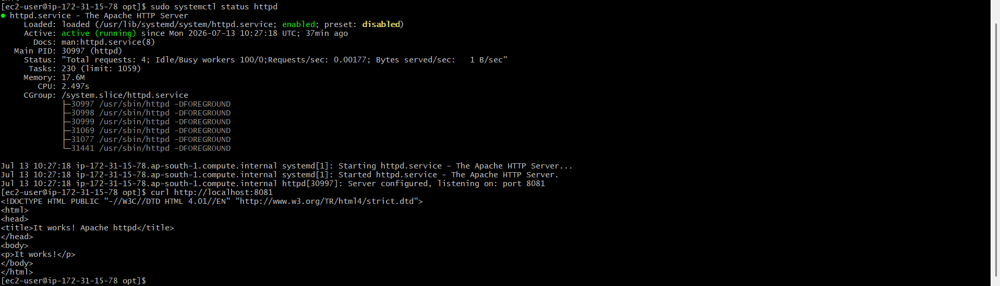 [ec2-user@ip-172-31-15-78 opt]$ sudo systemctl status httpd
● httpd.service - The Apache HTTP Server
     Loaded: loaded (/usr/lib/systemd/system/httpd.service; enabled; preset: disabled)
     Active: active (running) since Mon 2026-07-13 10:27:18 UTC; 37min ago
       Docs: man:httpd.service(8)
   Main PID: 30997 (httpd)
     Status: "Total requests: 4; Idle/Busy workers 100/0;Requests/sec: 0.00177; Bytes served/sec:   1 B/sec"
      Tasks: 230 (limit: 1059)
     Memory: 17.6M
        CPU: 2.497s
     CGroup: /system.slice/httpd.service
             ├─30997 /usr/sbin/httpd -DFOREGROUND
             ├─30998 /usr/sbin/httpd -DFOREGROUND
             ├─30999 /usr/sbin/httpd -DFOREGROUND
             ├─31069 /usr/sbin/httpd -DFOREGROUND
             ├─31077 /usr/sbin/httpd -DFOREGROUND
             └─31441 /usr/sbin/httpd -DFOREGROUND

Jul 13 10:27:18 ip-172-31-15-78.ap-south-1.compute.internal systemd[1]: Starting httpd.service - The Apache HTTP Server...
Jul 13 10:27:18 ip-172-31-15-78.ap-south-1.compute.internal systemd[1]: Started httpd.service - The Apache HTTP Server.
Jul 13 10:27:18 ip-172-31-15-78.ap-south-1.compute.internal httpd[30997]: Server configured, listening on: port 8081
[ec2-user@ip-172-31-15-78 opt]$ curl http://localhost:8081
<!DOCTYPE HTML PUBLIC "-//W3C//DTD HTML 4.01//EN" "http://www.w3.org/TR/html4/strict.dtd">
<html>
<head>
<title>It works! Apache httpd</title>
</head>
<body>
<p>It works!</p>
</body>
</html>
[ec2-user@ip-172-31-15-78 opt]$